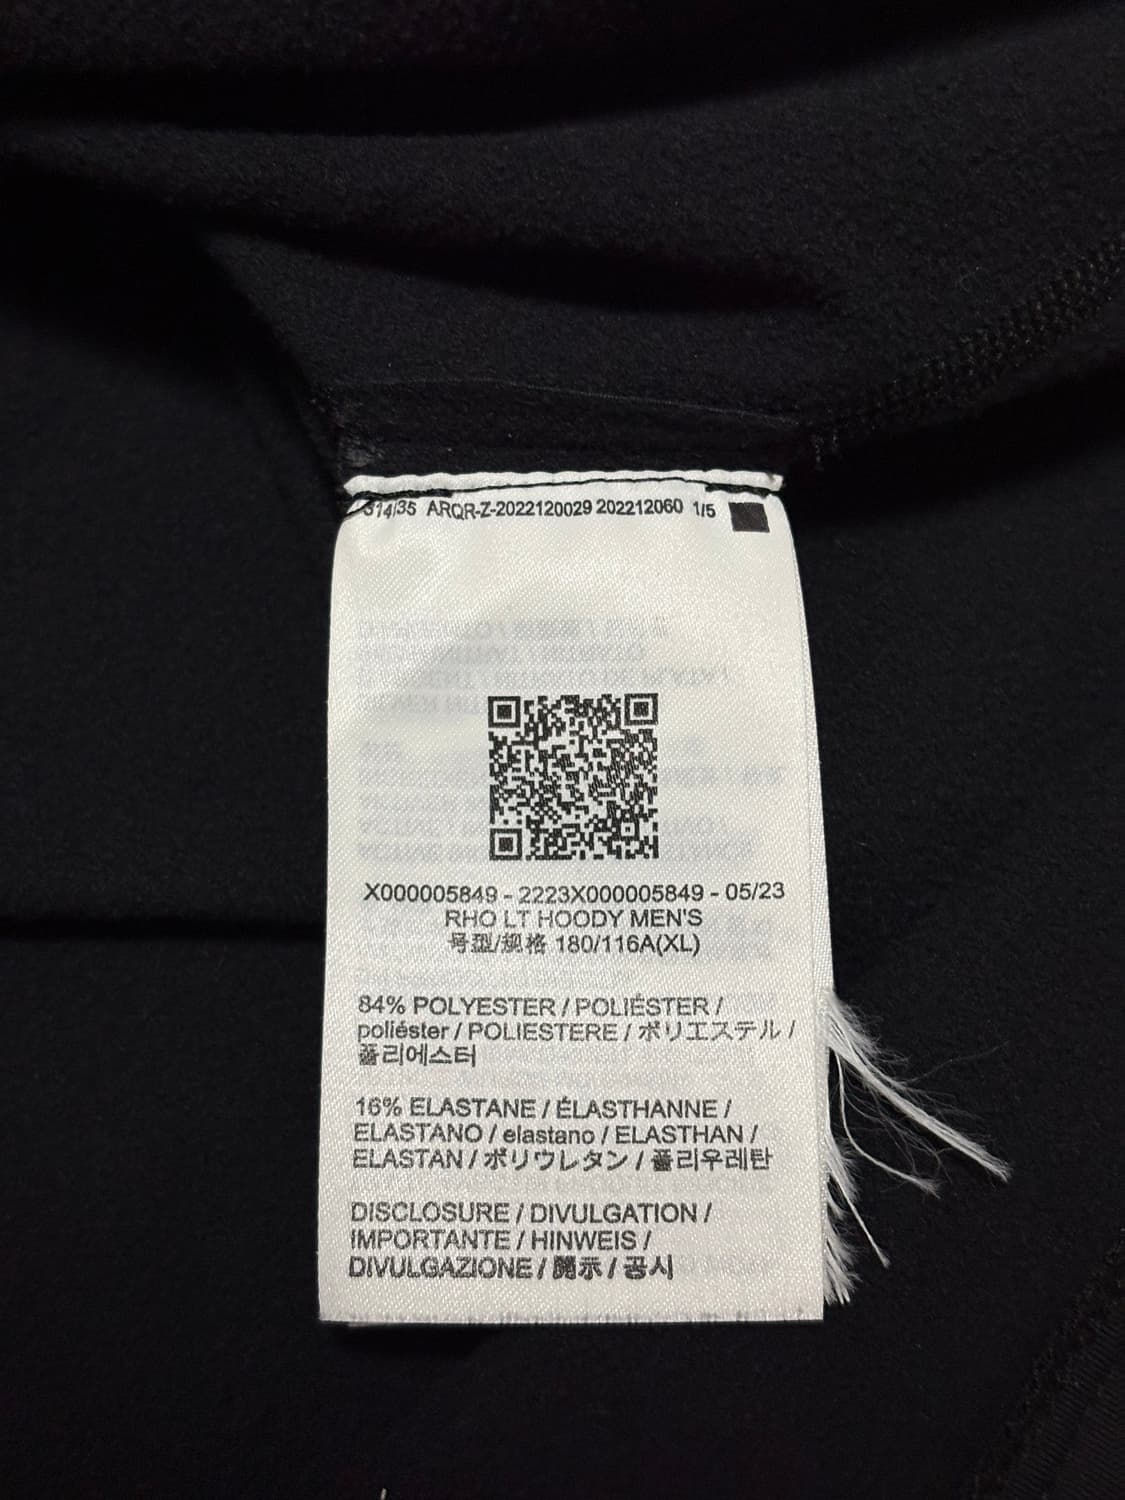 314/35 ARQR-Z-2022120029 202212060 1/5
X000005849 - 2223X000005849 - 05/23
RHO LT HOODY MEN'S
号型/规格 180/116A(XL)
84% POLYESTER / POLIÉSTER /
poliéster / POLIESTERE / ポリエステル /
폴리에스터
16% ELASTANE / ÉLASTHANNE /
ELASTANO / elastano / ELASTHAN /
ELASTAN / ポリウレタン / 폴리우레탄
DISCLOSURE / DIVULGATION /
IMPORTANTE / HINWEIS /
DIVULGAZIONE / 開示 / 공시